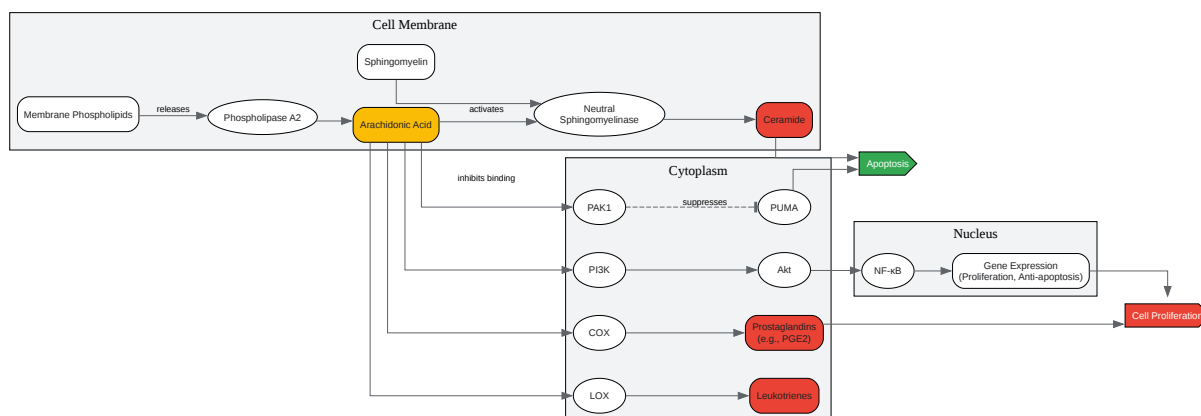 Cell Membrane
Sphingomyelin
Membrane Phospholipids
releases
Phospholipase A2
Arachidonic Acid
activates
Neutral
Sphingomyelinase
Ceramide
Apoptosis
inhibits binding
Cytoplasm
PAK1
suppresses
PUMA
Nucleus
PI3K
Akt
NF-κB
Gene Expression
(Proliferation, Anti-apoptosis)
Cell Proliferation
COX
Prostaglandins
(e.g., PGE2)
LOX
Leukotrienes